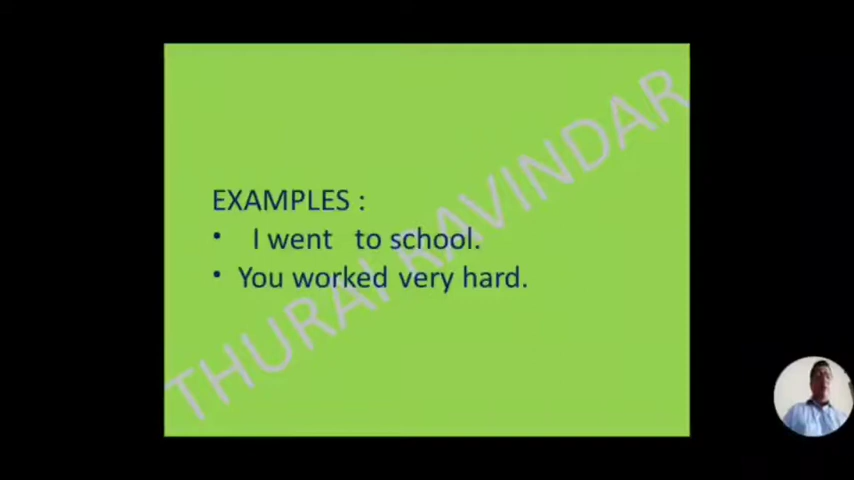 EXAMPLES :
• I went to school.
• You worked very hard.
THURAI RAVINDAR